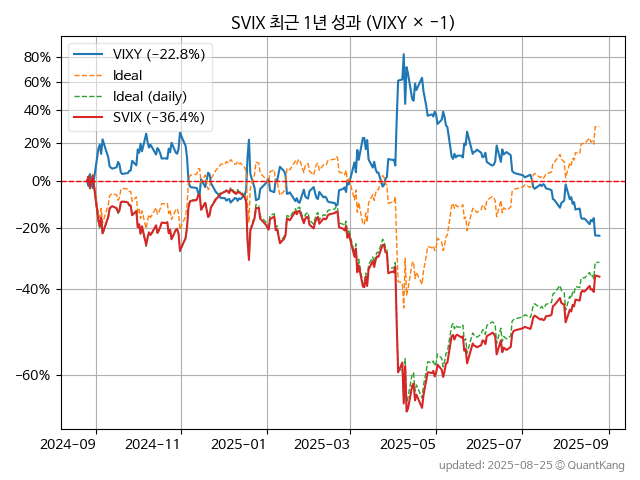 SVIX 최근 1년 성과 (VIXY × −1)
VIXY (−22.8%)
Ideal
Ideal (daily)
SVIX (−36.4%)
80%
60%
40%
20%
0%
−20%
−40%
−60%
2024-09 2024-11 2025-01 2025-03 2025-05 2025-07 2025-09
updated: 2025-08-25 © QuantKang